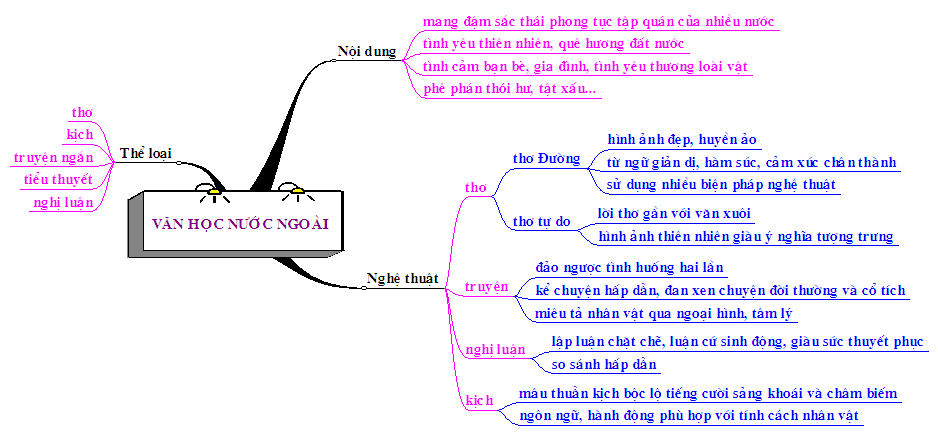 VĂN HỌC NƯỚC NGOÀI
Nội dung
mang đậm sắc thái phong tục tập quán của nhiều nước
tình yêu thiên nhiên, quê hương đất nước
tình cảm bạn bè, gia đình, tình yêu thương loài vật
phê phán thói hư, tật xấu...
Thể loại
thơ
kịch
truyện ngắn
tiểu thuyết
nghị luận
Nghệ thuật
thơ
thơ Đường
hình ảnh đẹp, huyền ảo
từ ngữ giản dị, hàm súc, cảm xúc chân thành
sử dụng nhiều biện pháp nghệ thuật
thơ tự do
lời thơ gần với văn xuôi
hình ảnh thiên nhiên giàu ý nghĩa tượng trưng
truyện
đảo ngược tình huống hai lần
kể chuyện hấp dẫn, đan xen chuyện đời thường và cổ tích
miêu tả nhân vật qua ngoại hình, tâm lý
nghị luận
lập luận chặt chẽ, luận cứ sinh động, giàu sức thuyết phục
so sánh hấp dẫn
kịch
mâu thuẫn kịch bộc lộ tiếng cười sảng khoái và châm biếm
ngôn ngữ, hành động phù hợp với tính cách nhân vật